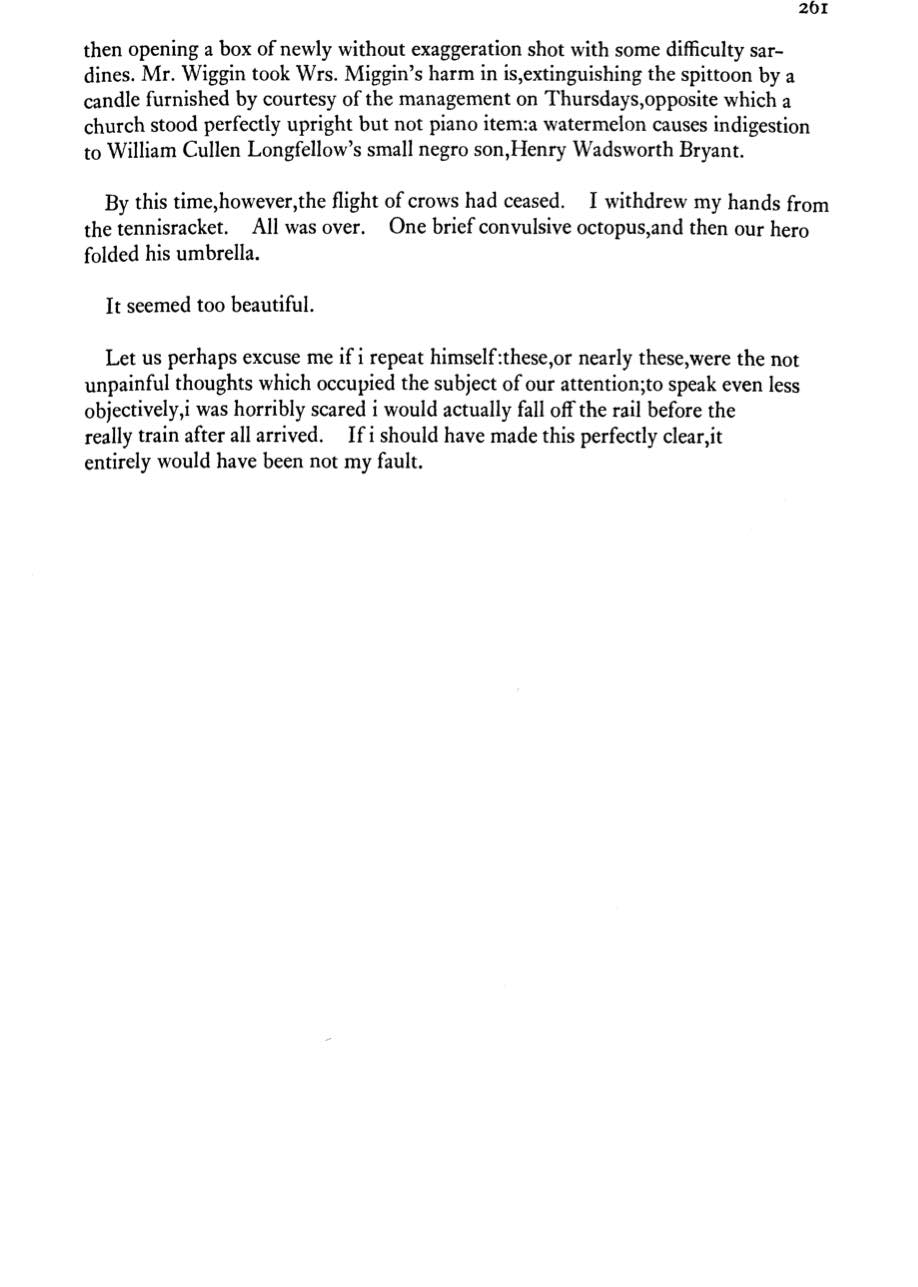 261
then opening a box of newly without exaggeration shot with some difficulty sar-
dines. Mr. Wiggin took Wrs. Miggin's harm in is,extinguishing the spittoon by a
candle furnished by courtesy of the management on Thursdays,opposite which a
church stood perfectly upright but not piano item:a watermelon causes indigestion
to William Cullen Longfellow's small negro son,Henry Wadsworth Bryant.
By this time,however,the flight of crows had ceased. I withdrew my hands from
the tennisracket. All was over. One brief convulsive octopus,and then our hero
folded his umbrella.
It seemed too beautiful.
Let us perhaps excuse me if i repeat himself:these,or nearly these,were the not
unpainful thoughts which occupied the subject of our attention;to speak even less
objectively,i was horribly scared i would actually fall off the rail before the
really train after all arrived. If i should have made this perfectly clear,it
entirely would have been not my fault.